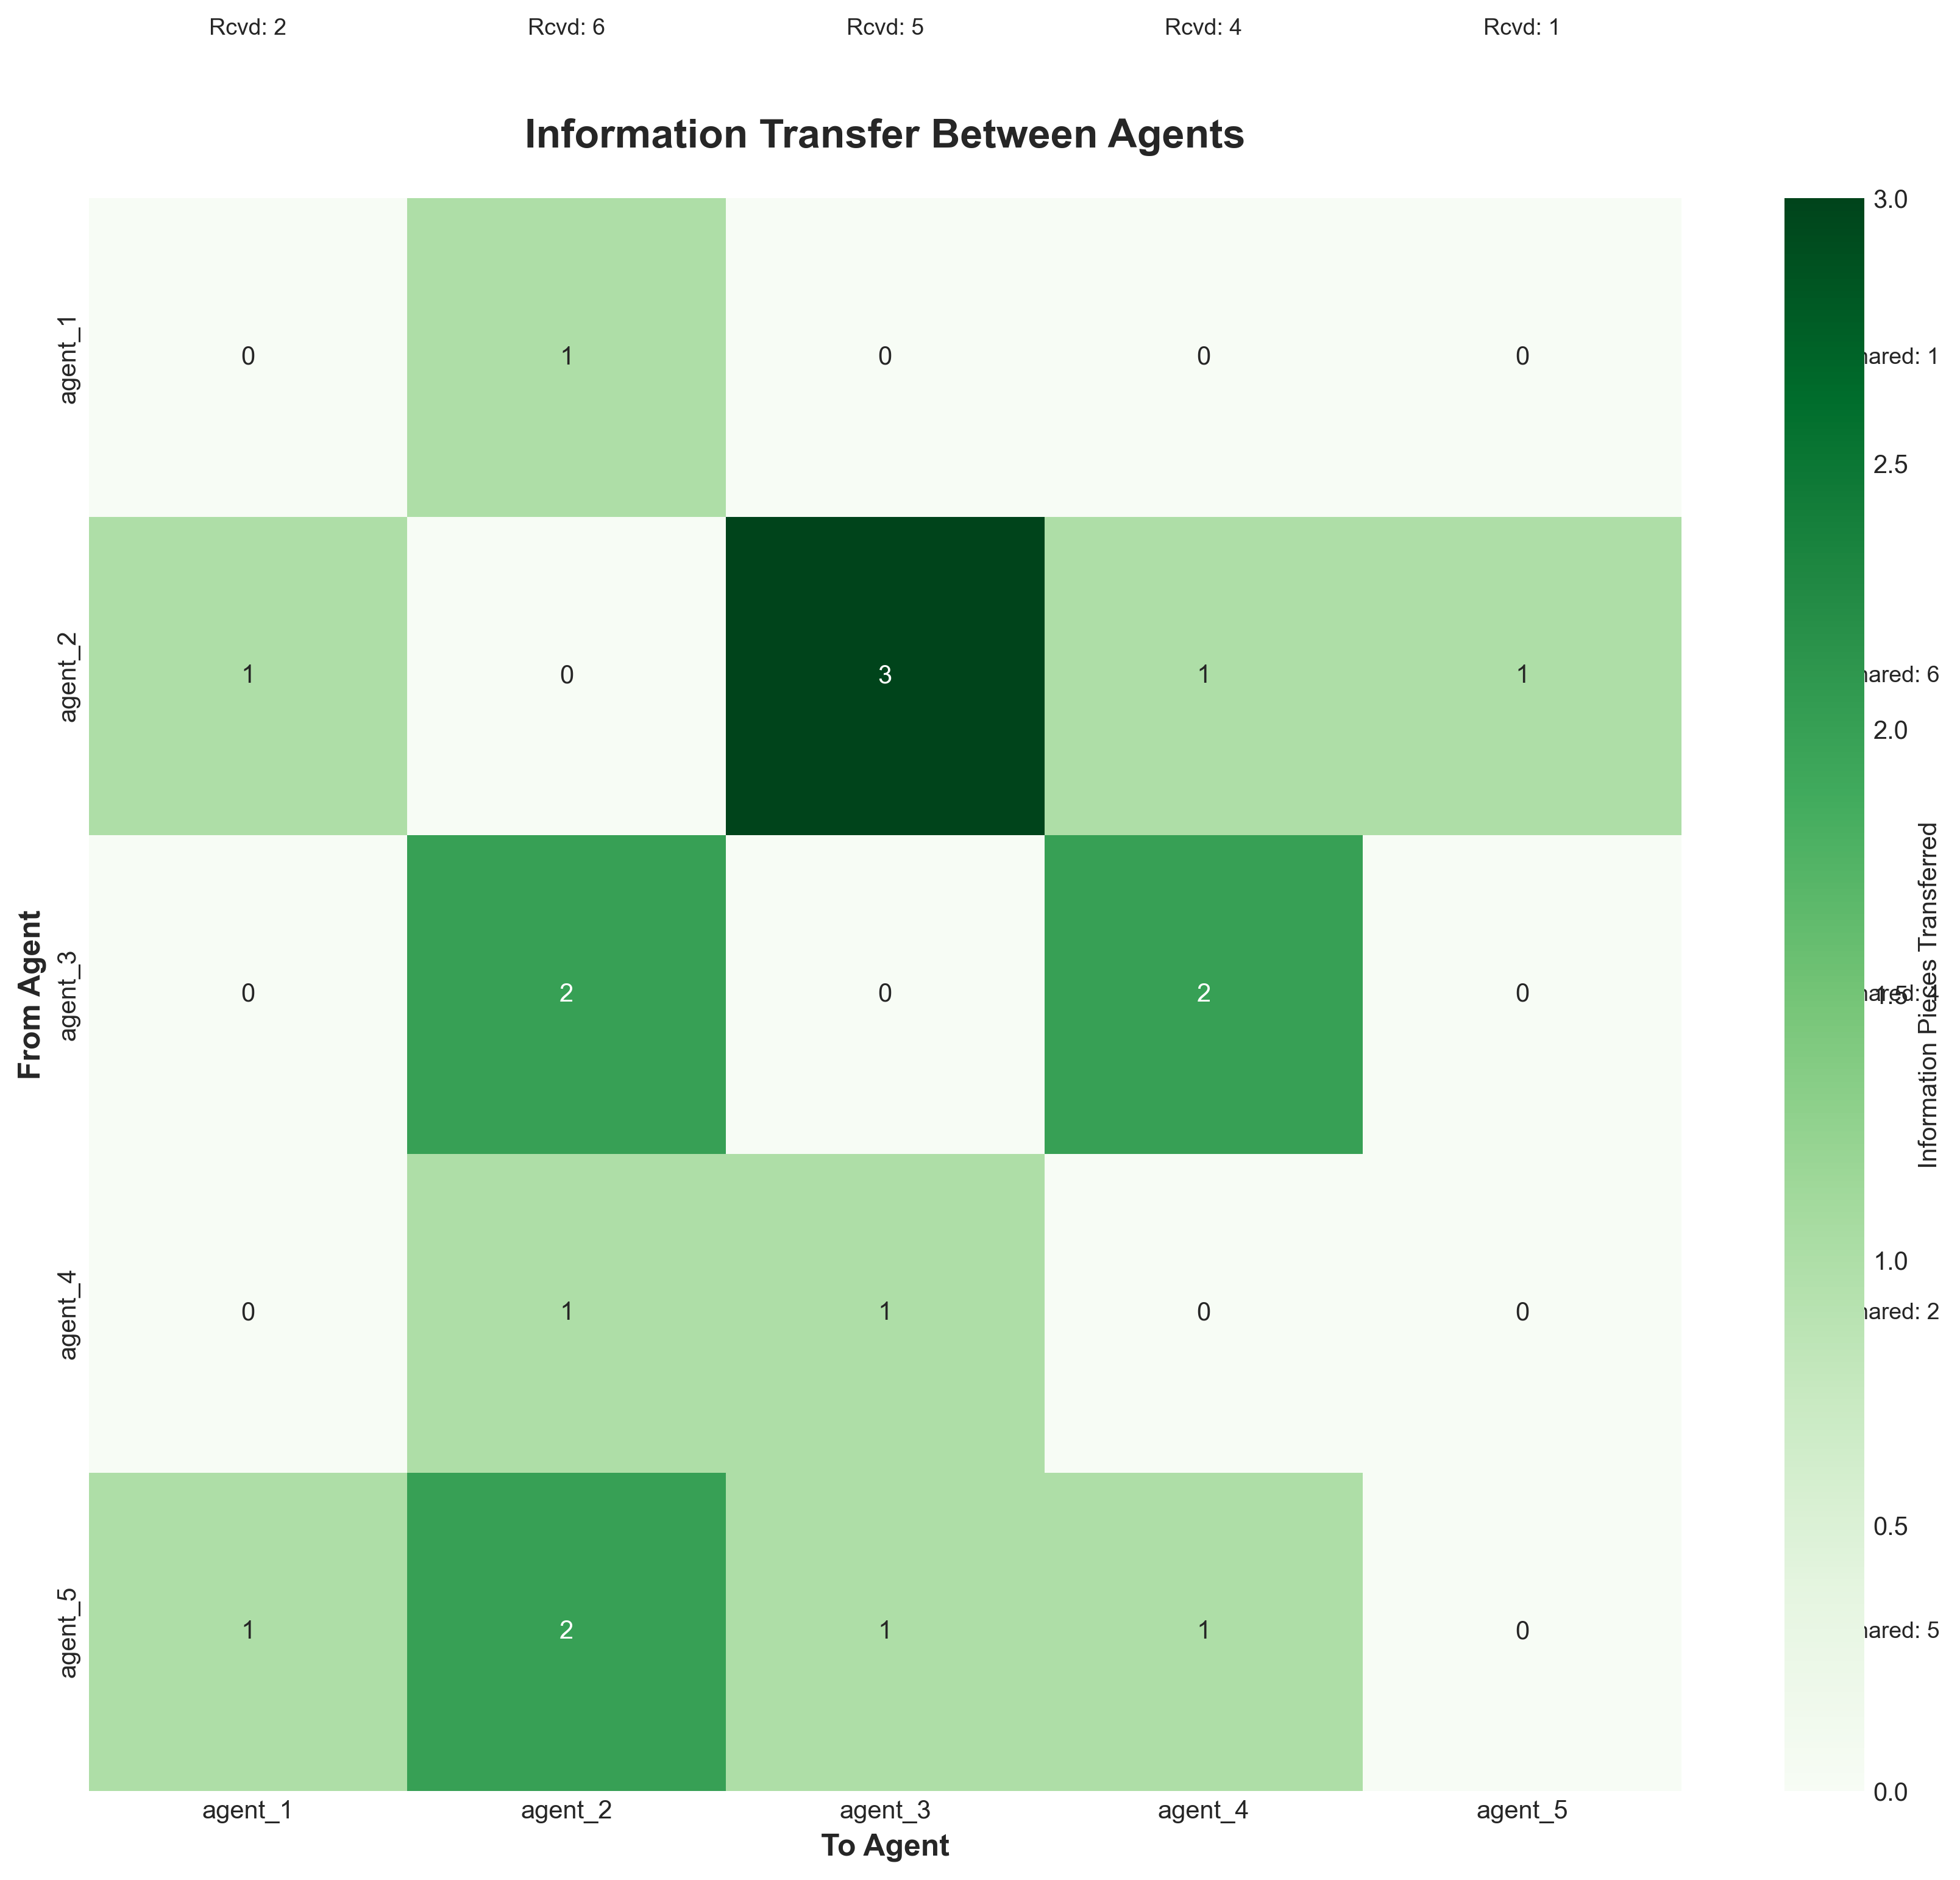 Rcvd: 2 Rcvd: 6 Rcvd: 5 Rcvd: 4 Rcvd: 1
Information Transfer Between Agents
From Agent
agent_1 0 1 0 0 0
agent_2 1 0 3 1 1
agent_3 0 2 0 2 0
agent_4 0 1 1 0 0
agent_5 1 2 1 1 0
agent_1 agent_2 agent_3 agent_4 agent_5
To Agent
3.0
hared: 1
2.5
hared: 6
2.0
1.5
hared: 4
1.0
hared: 2
0.5
hared: 5
0.0
Information Pieces Transferred